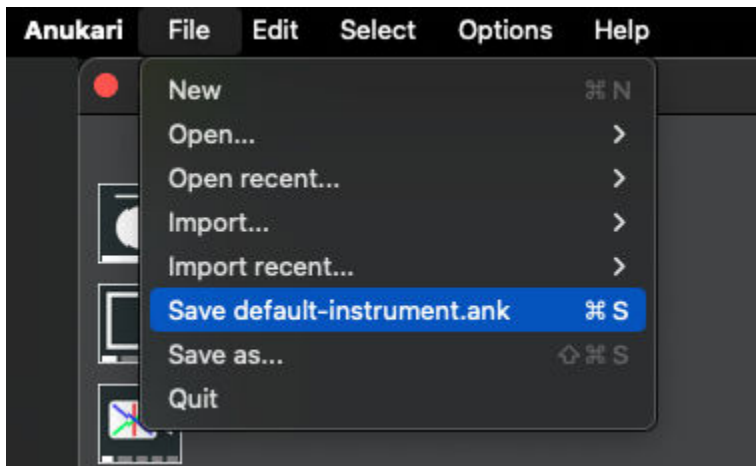 Anukari File Edit Select Options Help
New ⌘ N
Open... >
Open recent... >
Import... >
Import recent... >
Save default-instrument.ank ⌘ S
Save as... ⇧ ⌘ S
Quit